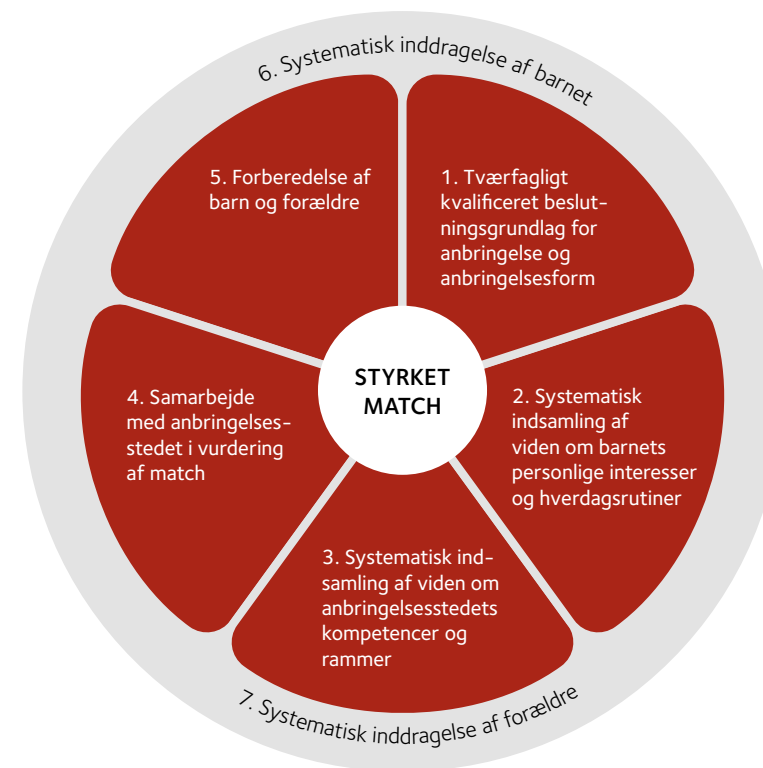 6. Systematisk inddragelse af barnet
5. Forberedelse af
barn og forældre
1. Tværfagligt
kvalificeret beslut-
ningsgrundlag for
anbringelse og
anbringelsesform
STYRKET
MATCH
4. Samarbejde
med anbringelses-
stedet i vurdering
af match
2. Systematisk
indsamling af
viden om barnets
personlige interesser
og hverdagsrutiner
3. Systematisk ind-
samling af viden om
anbringelsesstedets
kompetencer og
rammer
7. Systematisk inddragelse af forældre